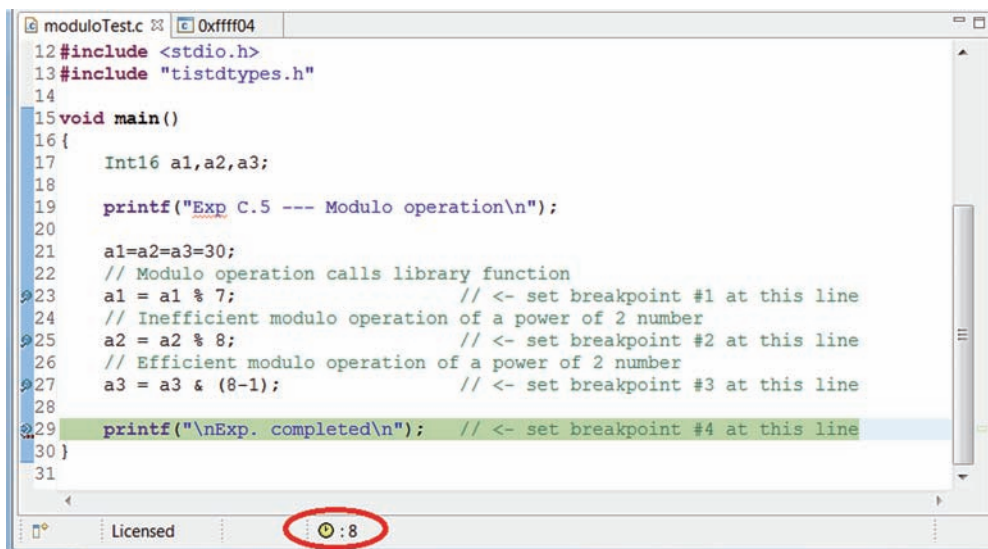 moduloTest.c 0xffff04
12 #include <stdio.h>
13 #include "tistdtypes.h"
14
15 void main()
16 {
17 Int16 a1,a2,a3;
18
19 printf("Exp C.5 --- Modulo operation\n");
20
21 a1=a2=a3=30;
22 // Modulo operation calls library function
23 a1 = a1 % 7; // <- set breakpoint #1 at this line
24 // Inefficient modulo operation of a power of 2 number
25 a2 = a2 % 8; // <- set breakpoint #2 at this line
26 // Efficient modulo operation of a power of 2 number
27 a3 = a3 & (8-1); // <- set breakpoint #3 at this line
28
29 printf("\nExp. completed\n"); // <- set breakpoint #4 at this line
30 }
31
Licensed : 8